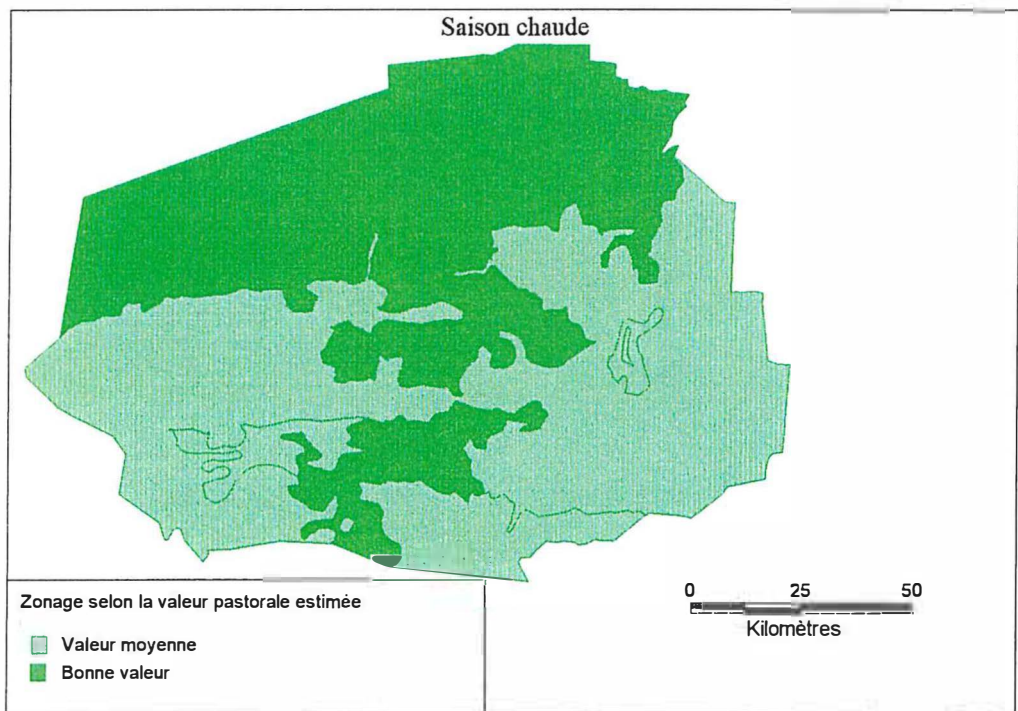 Saison chaude
Zonage selon la valeur pastorale estimée
Valeur moyenne
Bonne valeur
0 25 50
Kilomètres